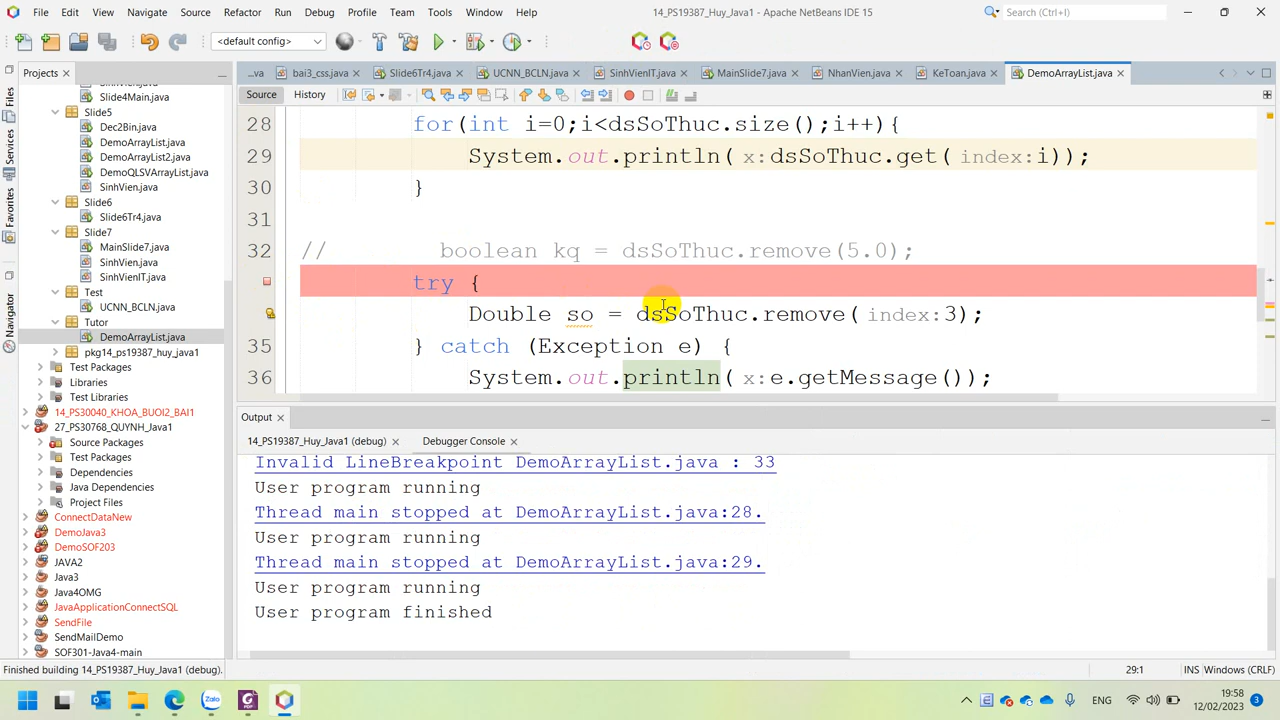 File Edit View Navigate Source Refactor Run Debug Profile Team Tools Window Help 14_PS19387_Huy_Java1 - Apache NetBeans IDE 15 Search (Ctrl+I)
<default config>
Projects ...va bai3_css.java Slide6Tr4.java UCNN_BCLN.java SinhVienIT.java MainSlide7.java NhanVien.java KeToan.java DemoArrayList.java
Source History
Files
Services
Favorites
Navigator
Slide4Main.java
Slide5
Dec2Bin.java
DemoArrayList.java
DemoArrayList2.java
DemoQLSVArrayList.java
SinhVien.java
Slide6
Slide6Tr4.java
Slide7
MainSlide7.java
SinhVien.java
SinhVienIT.java
Test
UCNN_BCLN.java
Tutor
DemoArrayList.java
pkg14_ps19387_huy_java1
Test Packages
Libraries
Test Libraries
14_PS30040_KHOA_BUOI2_BAI1
27_PS30768_QUYNH_Java1
Source Packages
Test Packages
Dependencies
Java Dependencies
Project Files
ConnectDataNew
DemoJava3
DemoSOF203
JAVA2
Java3
Java4OMG
JavaApplicationConnectSQL
SendFile
SendMailDemo
SOF301-Java4-main
28 for(int i=0;i<dsSoThuc.size();i++){
29 System.out.println( x:dsSoThuc.get( index:i));
30 }
31
32 // boolean kq = dsSoThuc.remove(5.0);
try {
Double so = dsSoThuc.remove( index:3);
35 } catch (Exception e) {
36 System.out.println( x:e.getMessage());
Output
14_PS19387_Huy_Java1 (debug) Debugger Console
Invalid LineBreakpoint DemoArrayList.java : 33
User program running
Thread main stopped at DemoArrayList.java:28.
User program running
Thread main stopped at DemoArrayList.java:29.
User program running
User program finished
Finished building 14_PS19387_Huy_Java1 (debug). 29:1 INS Windows (CRLF)
Zalo PDF ENG 19:58
12/02/2023 3